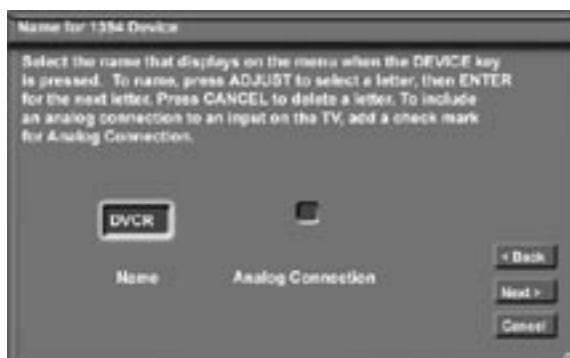 Name for 1394 Device
Select the name that displays on the menu when the DEVICE key
is pressed. To name, press ADJUST to select a letter, then ENTER
for the next letter. Press CANCEL to delete a letter. To include
an analog connection to an input on the TV, add a check mark
for Analog Connection.
DVCR
Name Analog Connection
< Back
Next >
Cancel